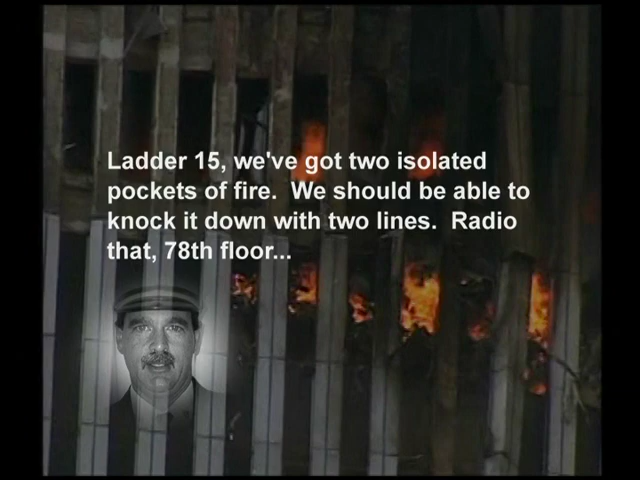 Ladder 15, we've got two isolated
pockets of fire.  We should be able to
knock it down with two lines.  Radio
that, 78th floor...